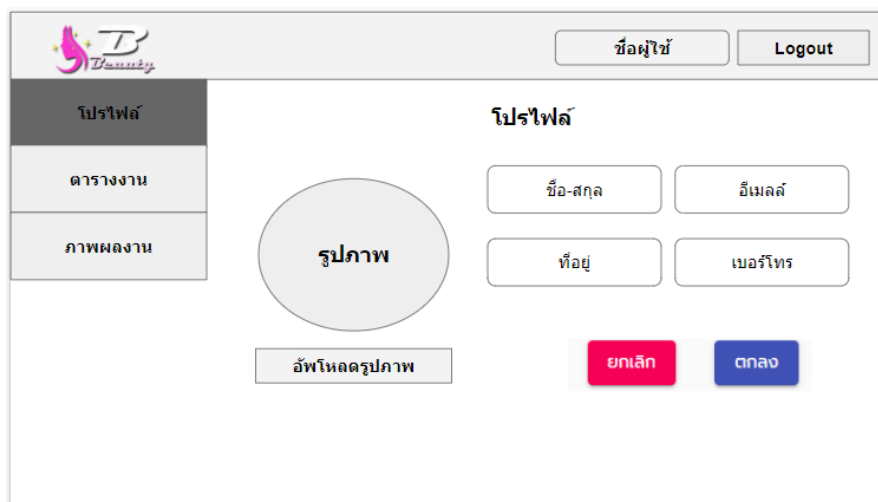 B
Beauty
ชื่อผู้ใช้
Logout
โปรไฟล์
ตารางงาน
ภาพผลงาน
โปรไฟล์
รูปภาพ
อัพโหลดรูปภาพ
ชื่อ-สกุล
อีเมลล์
ที่อยู่
เบอร์โทร
ยกเลิก
ตกลง